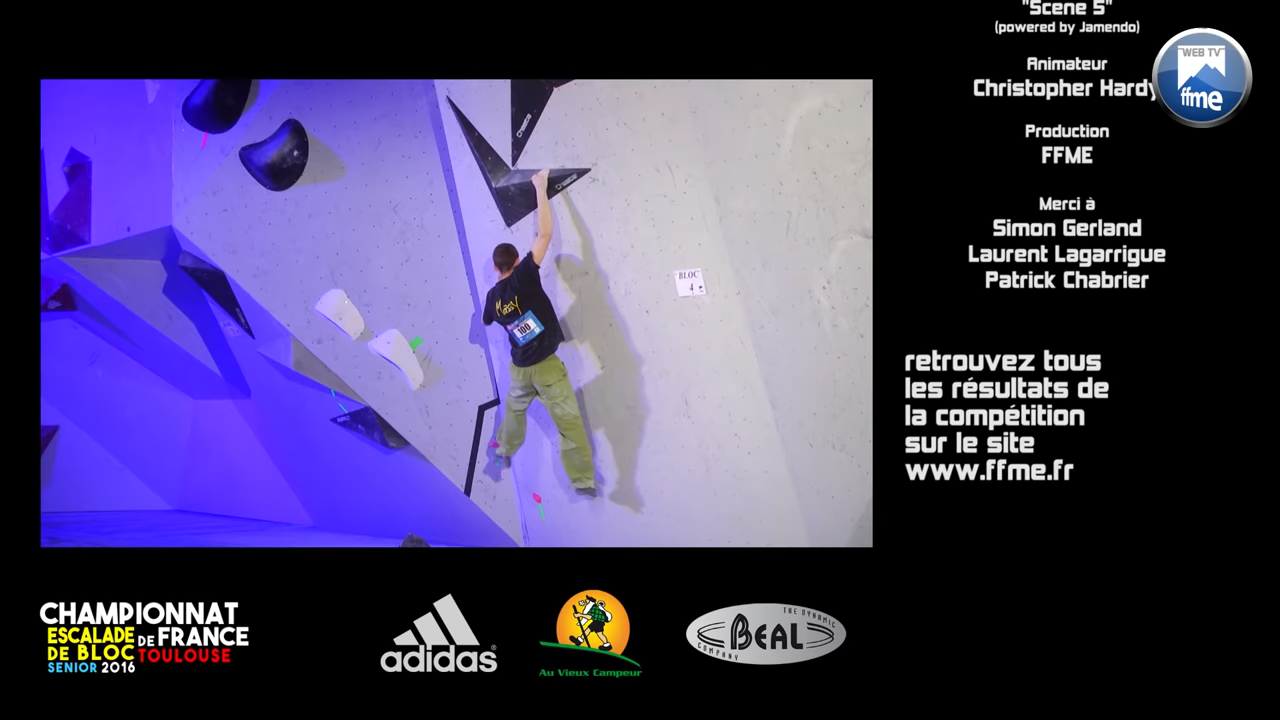 "Scene 5"
(powered by Jamendo)
Animateur
Christopher Hardy
WEB TV
ffme
Production
FFME
Merci à
Simon Gerland
Laurent Lagarrigue
Patrick Chabrier
retrouvez tous
les résultats de
la compétition
sur le site
www.ffme.fr
BLOC
4
Massy
100
CHAMPIONNAT
ESCALADE DE FRANCE
DE BLOC TOULOUSE
SENIOR 2016
adidas
Au Vieux Campeur
THE DYNAMIC
BEAL
COMPANY